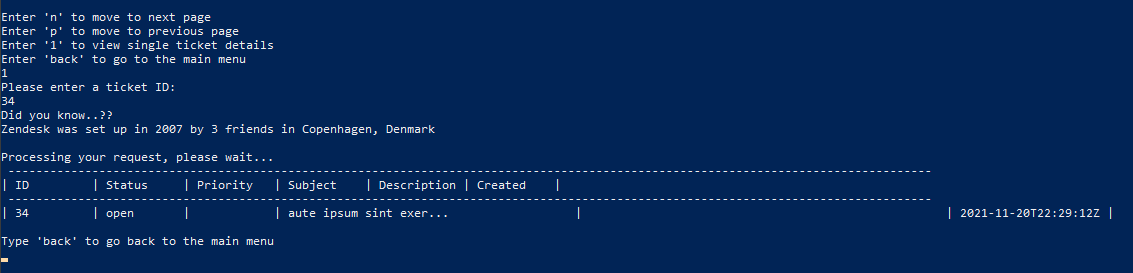 Enter 'n' to move to next page
Enter 'p' to move to previous page
Enter '1' to view single ticket details
Enter 'back' to go to the main menu
1
Please enter a ticket ID:
34
Did you know..??
Zendesk was set up in 2007 by 3 friends in Copenhagen, Denmark
Processing your request, please wait...
-------------------------------------------------------------------------------------------------------------------------------------
| ID | Status | Priority | Subject | Description | Created |
-------------------------------------------------------------------------------------------------------------------------------------
| 34 | open | | aute ipsum sint exer... | | 2021-11-20T22:29:12Z |
Type 'back' to go back to the main menu